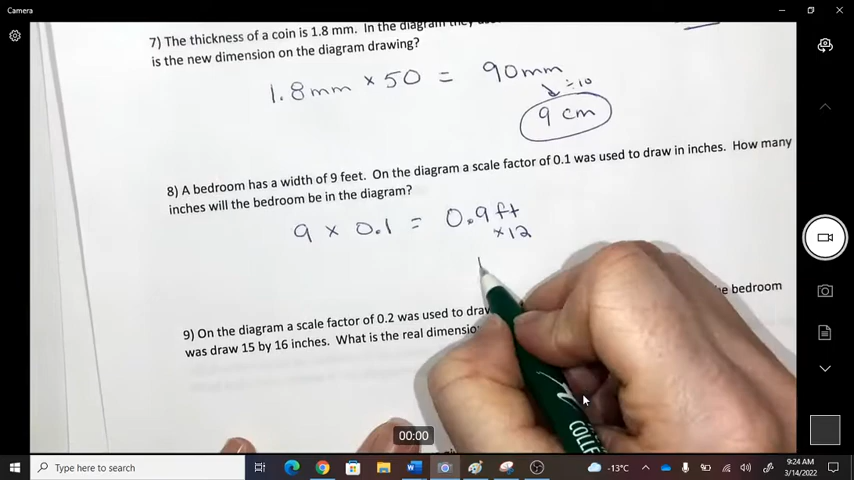 Camera
7) The thickness of a coin is 1.8 mm. In the diagram they
is the new dimension on the diagram drawing?
1.8mm × 50 = 90mm
÷10
9 cm
8) A bedroom has a width of 9 feet. On the diagram a scale factor of 0.1 was used to draw in inches. How many
inches will the bedroom be in the diagram?
9 × 0.1 = 0.9ft
×12
9) On the diagram a scale factor of 0.2 was used to draw
bedroom
was draw 15 by 16 inches. What is the real
COLLE
00:00
Type here to search
-13°C
9:24 AM
3/14/2022